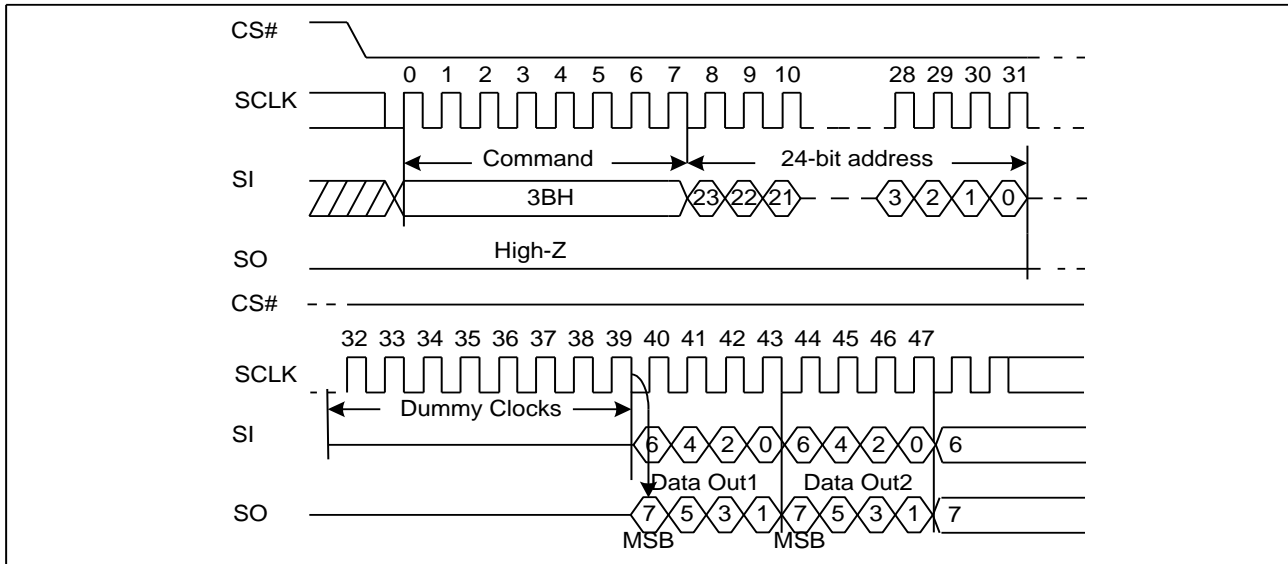 CS#
0 1 2 3 4 5 6 7 8 9 10 28 29 30 31
SCLK
Command 24-bit address
SI
3BH 23 22 21 3 2 1 0
High-Z
SO
CS#
32 33 34 35 36 37 38 39 40 41 42 43 44 45 46 47
SCLK
Dummy Clocks
SI
6 4 2 0 6 4 2 0 6
Data Out1 Data Out2
SO
7 5 3 1 7 5 3 1 7
MSB MSB